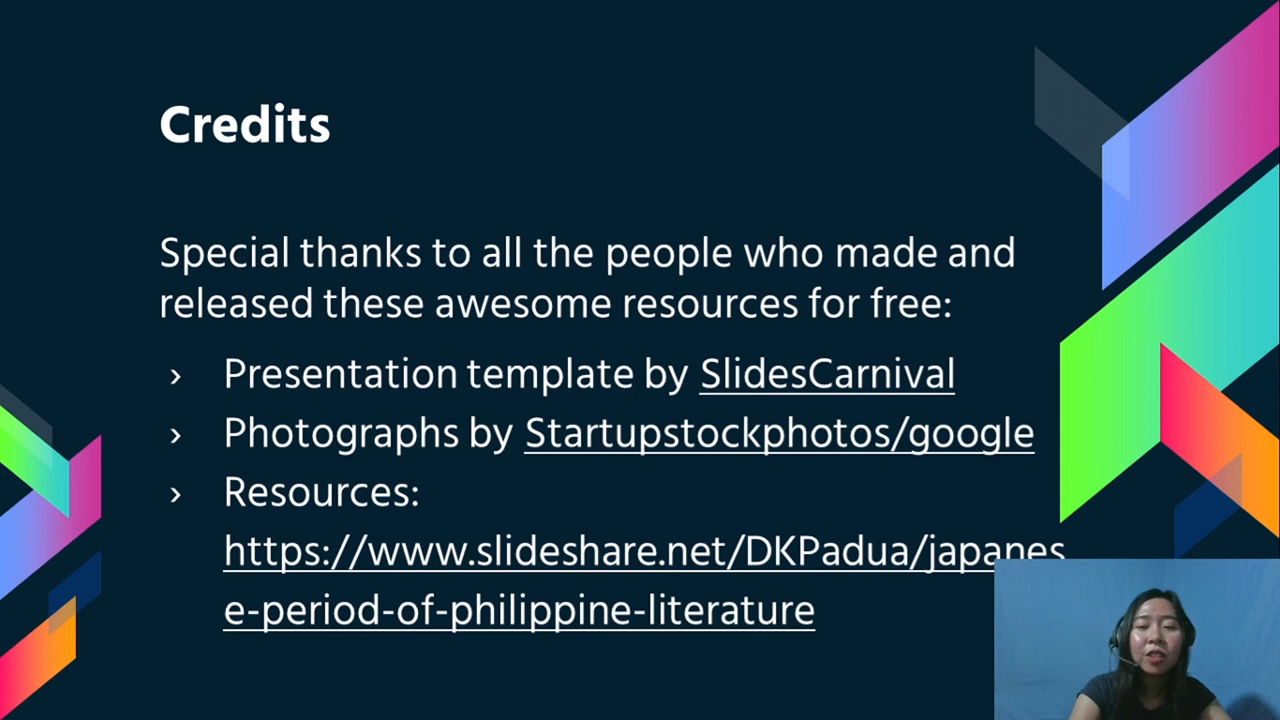 Credits
Special thanks to all the people who made and
released these awesome resources for free:
› Presentation template by SlidesCarnival
› Photographs by Startupstockphotos/google
› Resources:
https://www.slideshare.net/DKPadua/japanes
e-period-of-philippine-literature